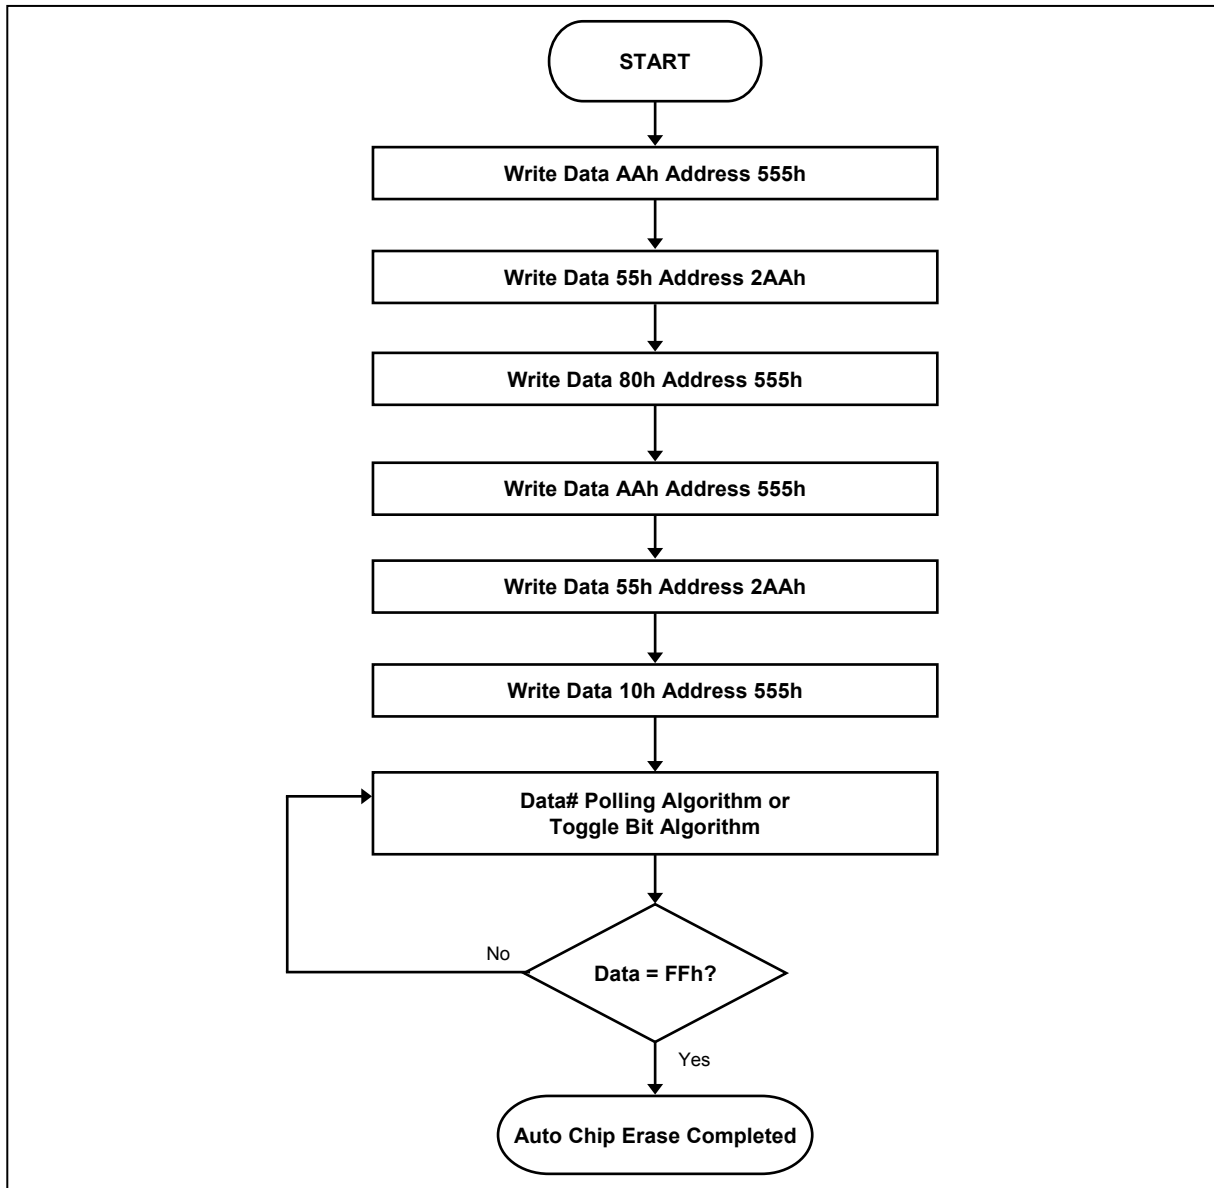 START
Write Data AAh Address 555h
Write Data 55h Address 2AAh
Write Data 80h Address 555h
Write Data AAh Address 555h
Write Data 55h Address 2AAh
Write Data 10h Address 555h
Data# Polling Algorithm or
Toggle Bit Algorithm
No
Data = FFh?
Yes
Auto Chip Erase Completed